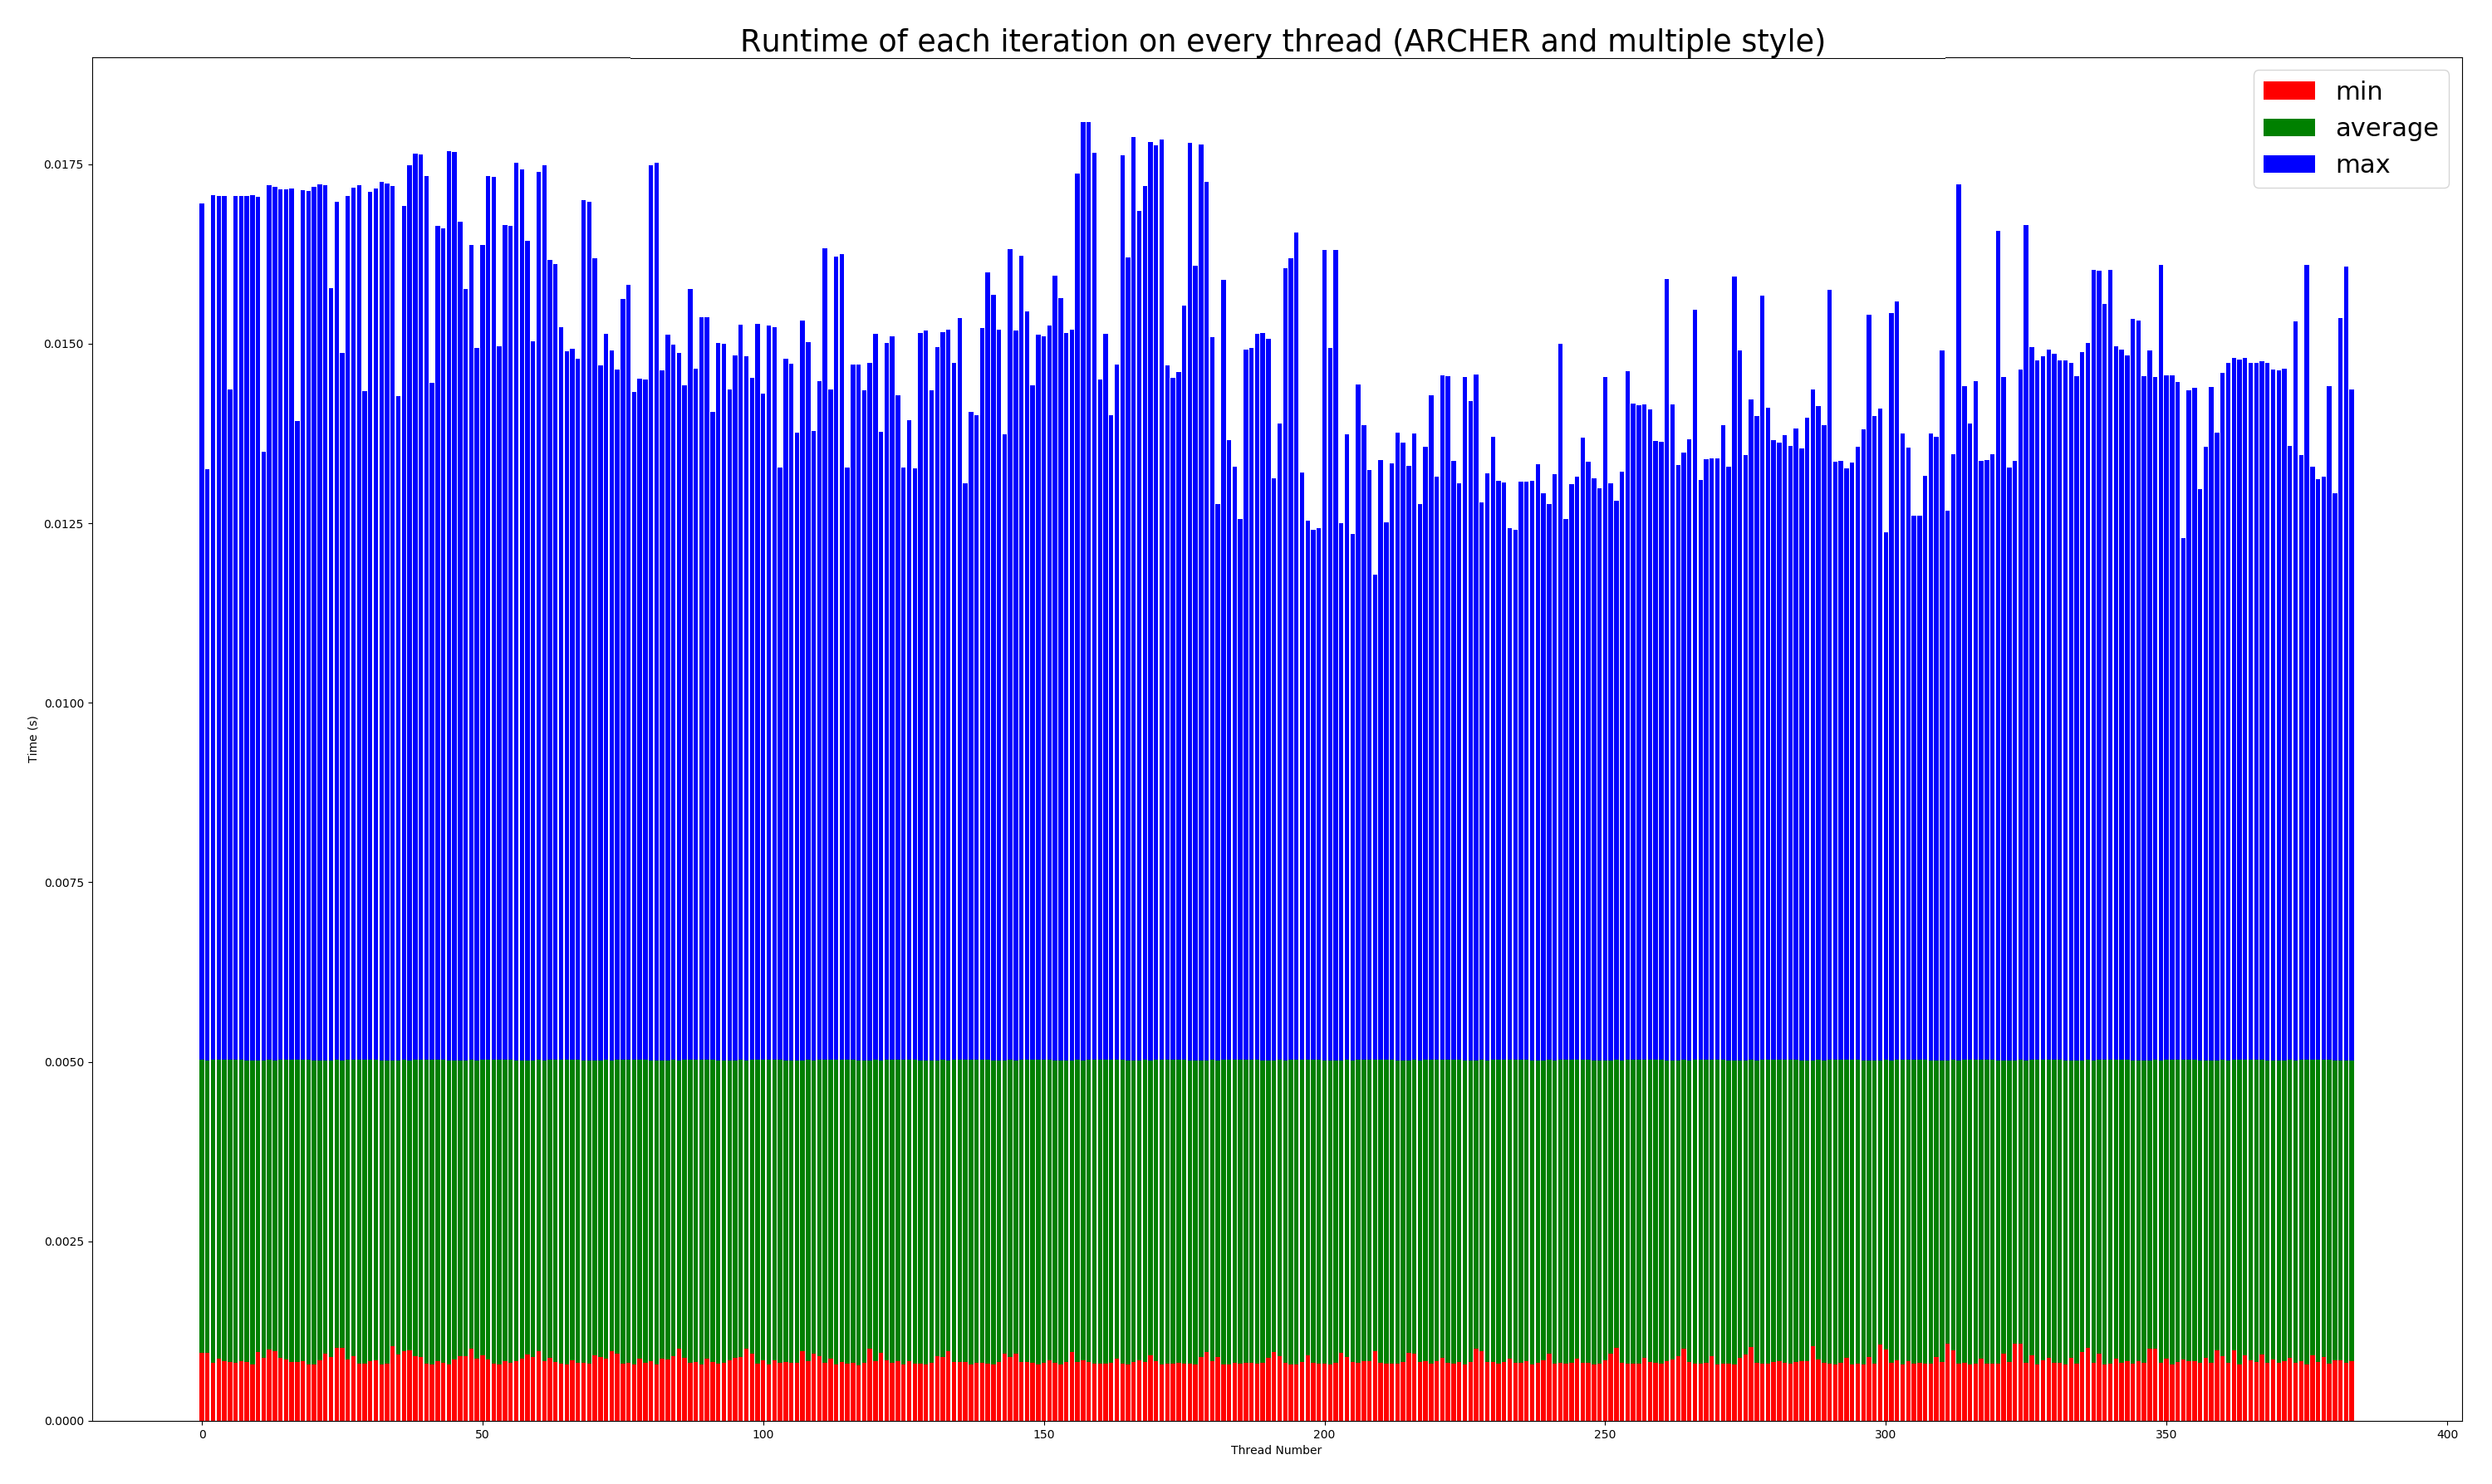 Runtime of each iteration on every thread (ARCHER and multiple style)
min
average
max
0.0175
0.0150
0.0125
0.0100
0.0075
0.0050
0.0025
0.0000
Time (s)
0 50 100 150 200 250 300 350 400
Thread Number